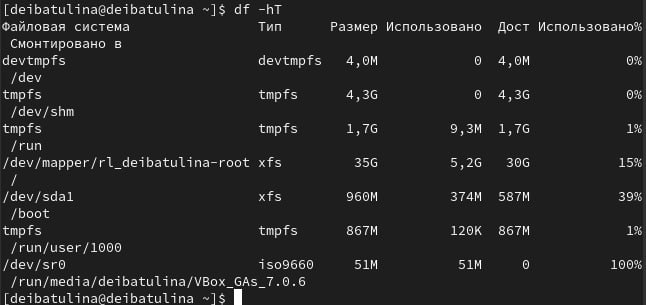 [deibatulina@deibatulina ~]$ df -hT
Файловая система Тип Размер Использовано Дост Использовано%
Смонтировано в
devtmpfs devtmpfs 4,0M 0 4,0M 0%
/dev
tmpfs tmpfs 4,3G 0 4,3G 0%
/dev/shm
tmpfs tmpfs 1,7G 9,3M 1,7G 1%
/run
/dev/mapper/rl_deibatulina-root xfs 35G 5,2G 30G 15%
/
/dev/sda1 xfs 960M 374M 587M 39%
/boot
tmpfs tmpfs 867M 120K 867M 1%
/run/user/1000
/dev/sr0 iso9660 51M 51M 0 100%
/run/media/deibatulina/VBox_GAs_7.0.6
[deibatulina@deibatulina ~]$